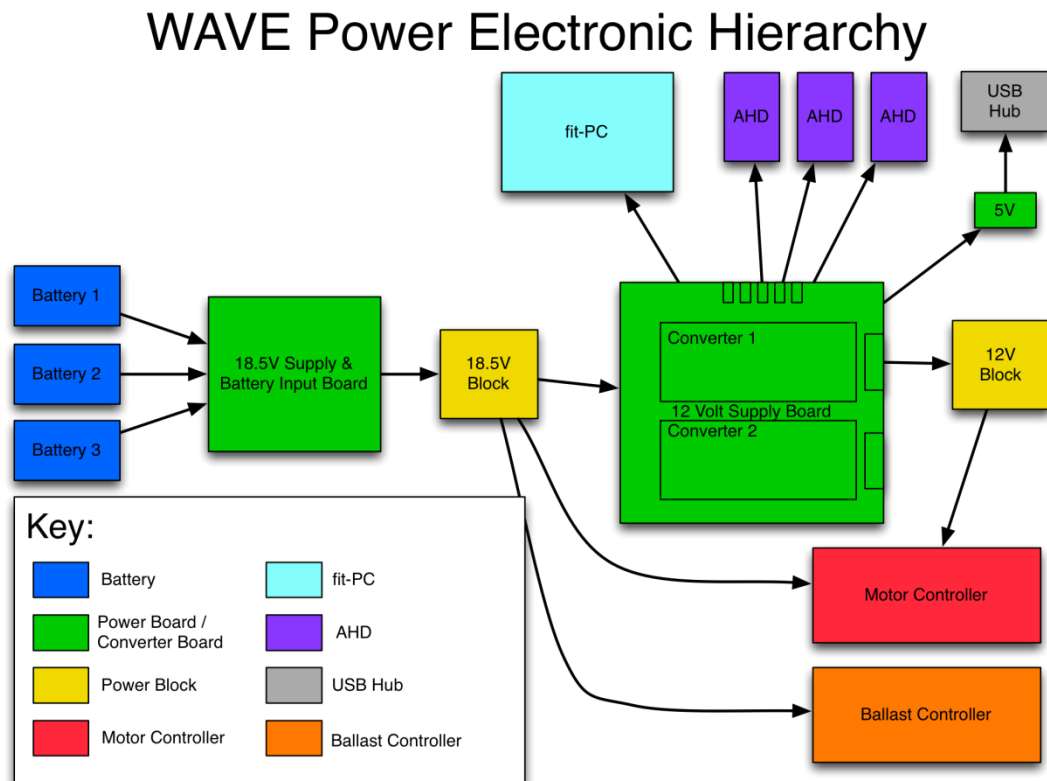 WAVE Power Electronic Hierarchy
fit-PC
AHD
AHD
AHD
USB
Hub
5V
Battery 1
Battery 2
Battery 3
18.5V Supply &
Battery Input Board
18.5V
Block
Converter 1
12 Volt Supply Board
Converter 2
12V
Block
Motor Controller
Ballast Controller
Key:
Battery
fit-PC
Power Board /
Converter Board
AHD
Power Block
USB Hub
Motor Controller
Ballast Controller